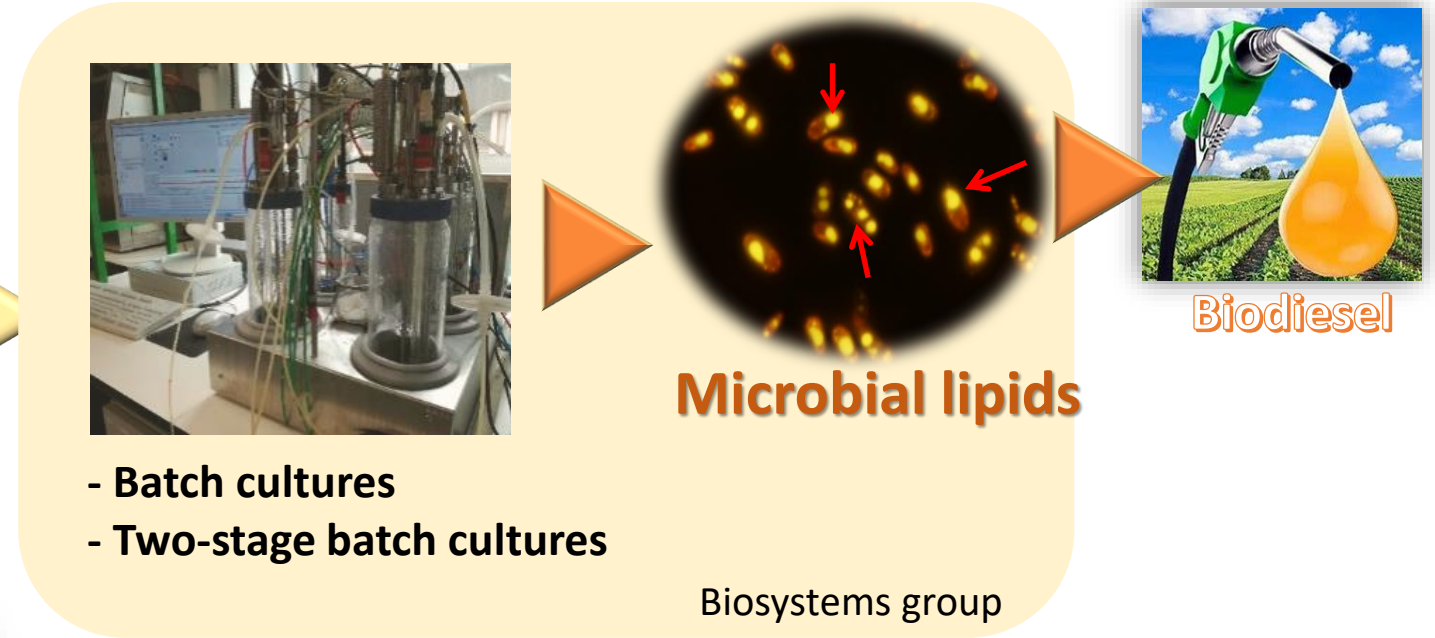 - Batch cultures
- Two-stage batch cultures
Microbial lipids
Biodiesel
Biosystems group